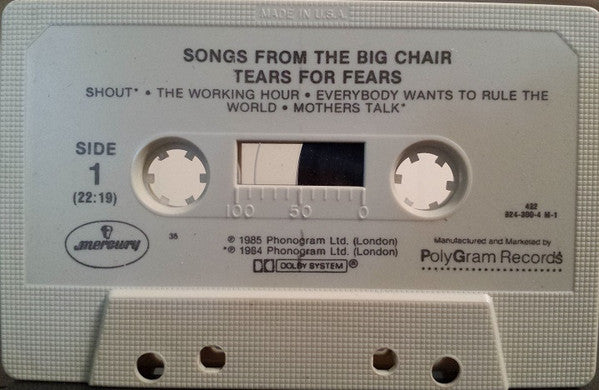 MADE IN U.S.A.
SONGS FROM THE BIG CHAIR
TEARS FOR FEARS
SHOUT* • THE WORKING HOUR • EVERYBODY WANTS TO RULE THE
WORLD • MOTHERS TALK*
SIDE
1
(22:19)
100 50 0
422
824-300-4 M-1
mercury
35
℗ 1985 Phonogram Ltd. (London)
*℗ 1984 Phonogram Ltd. (London)
DOLBY SYSTEM®
Manufactured and Marketed by
PolyGram Records